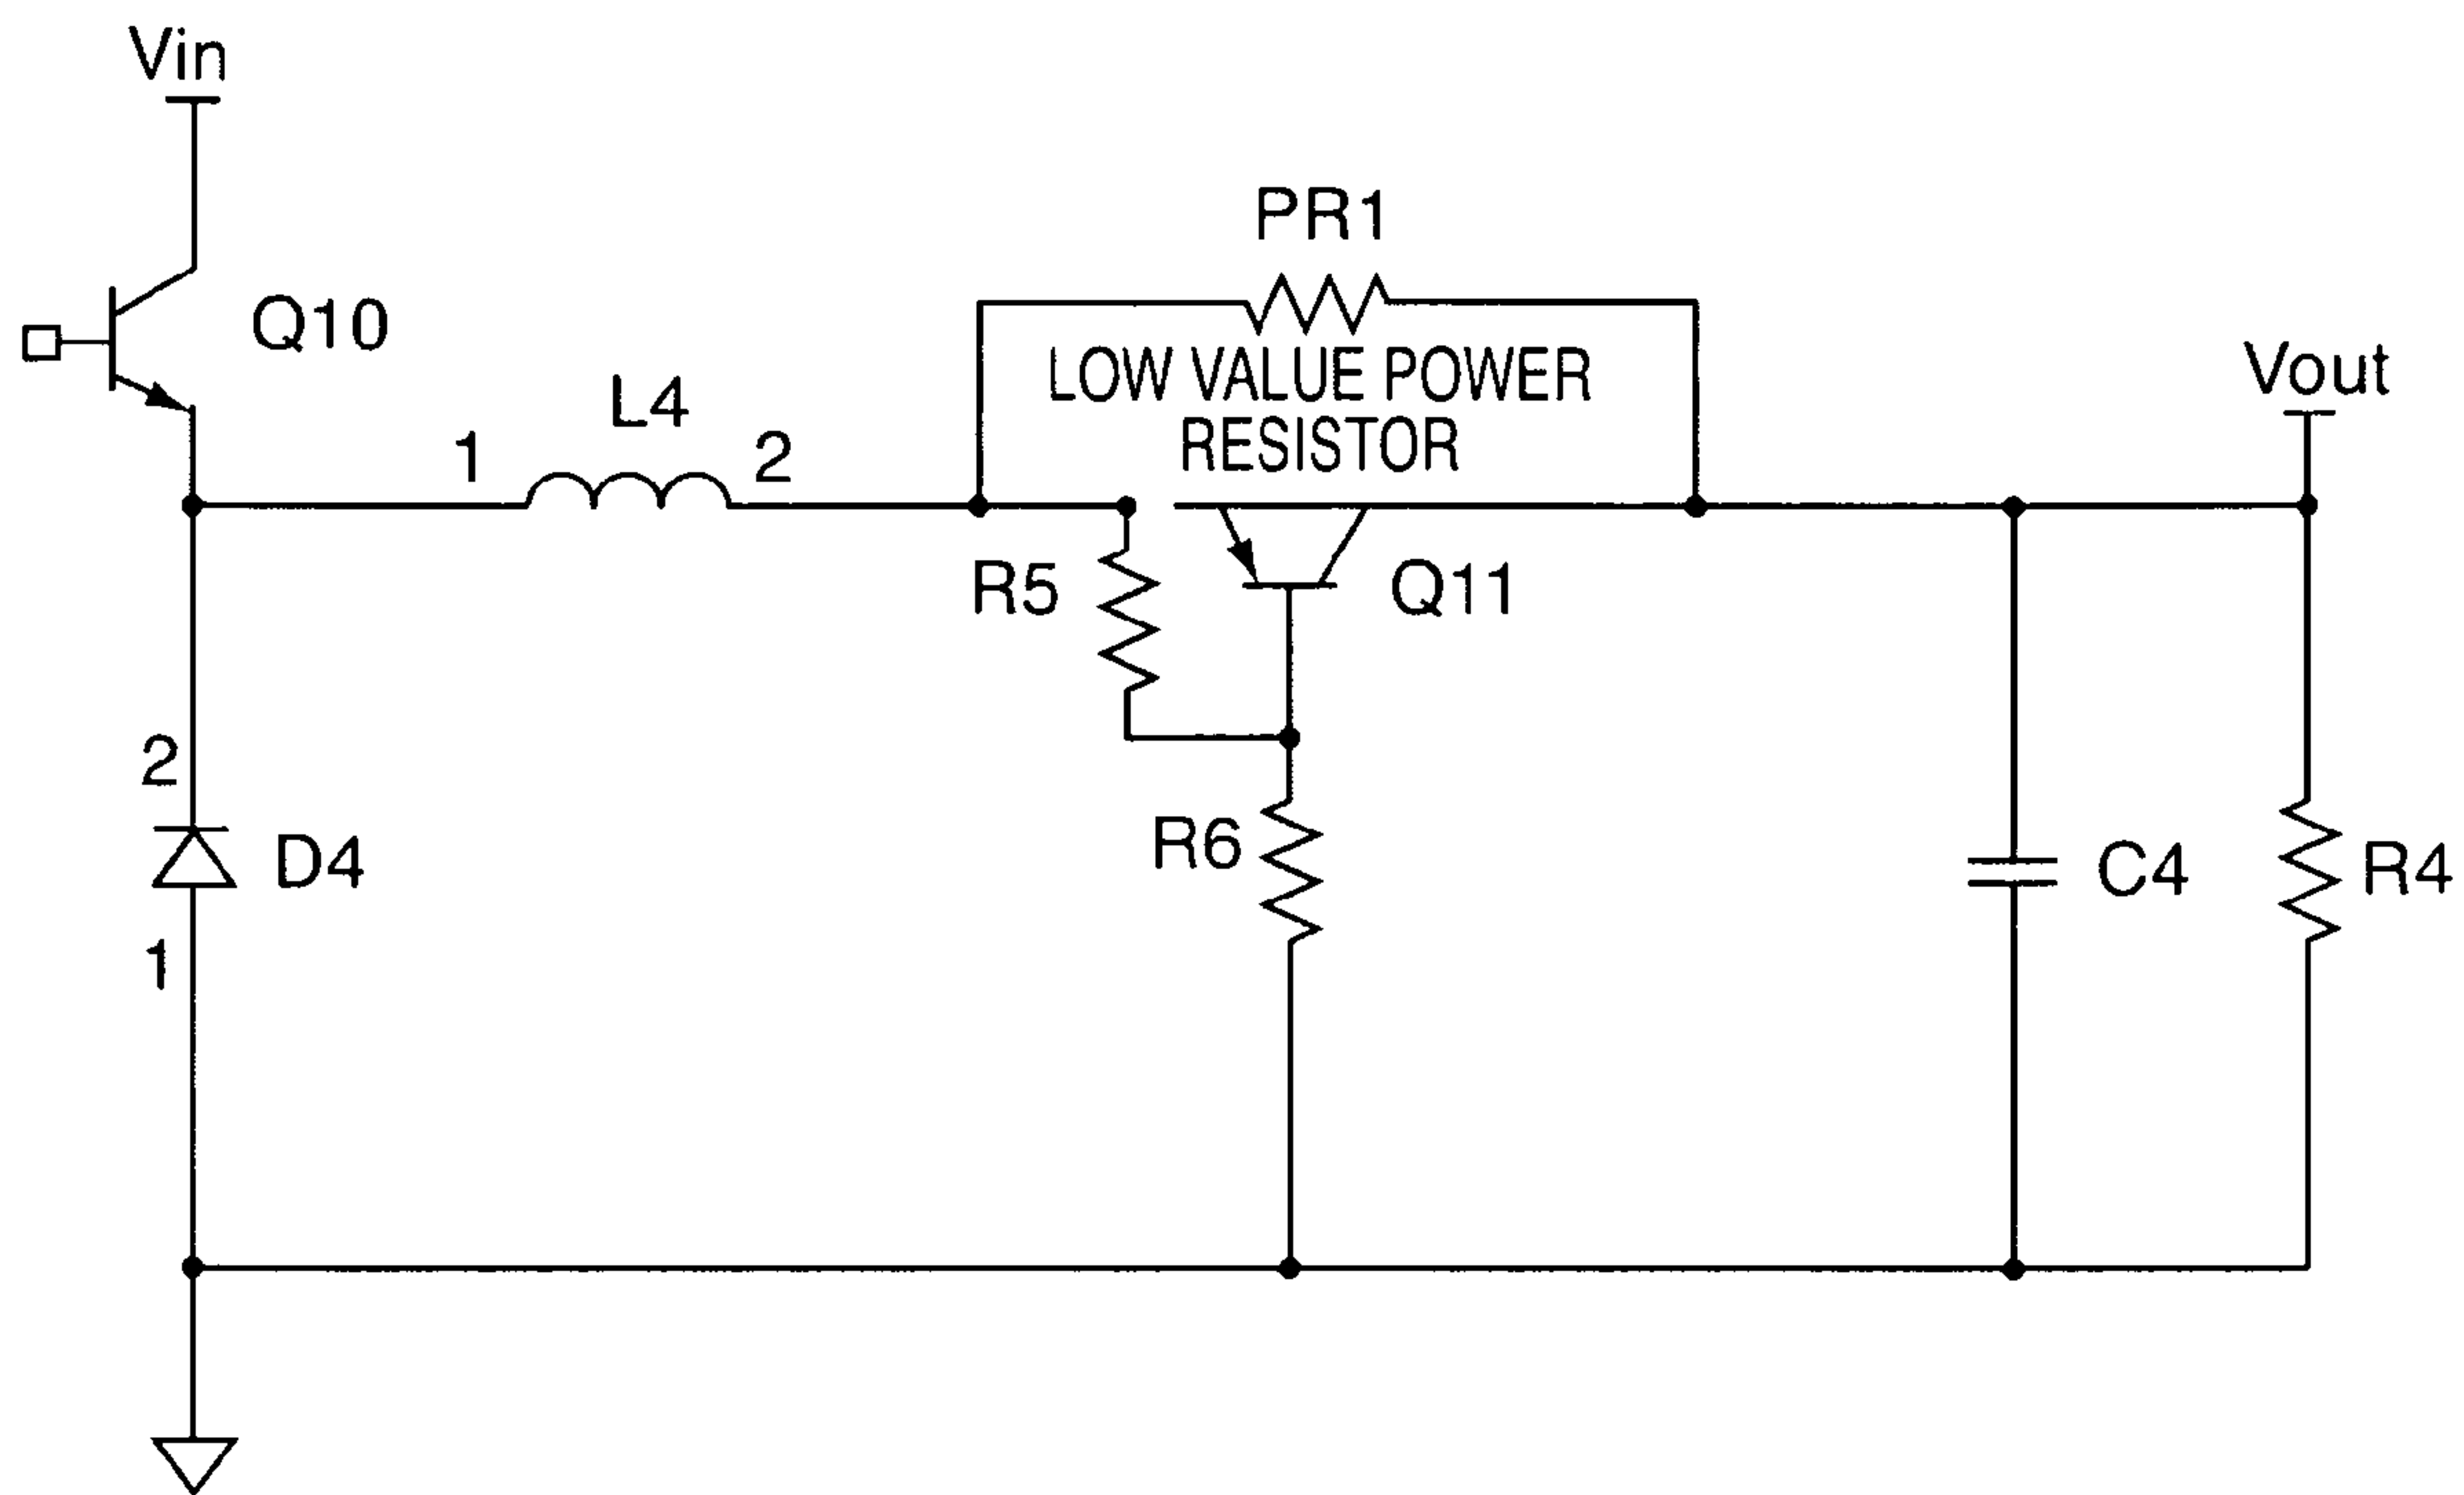 Vin
PR1
Q10
LOW VALUE POWER
RESISTOR
Vout
L4
1
2
R5
Q11
2
D4
1
R6
C4
R4